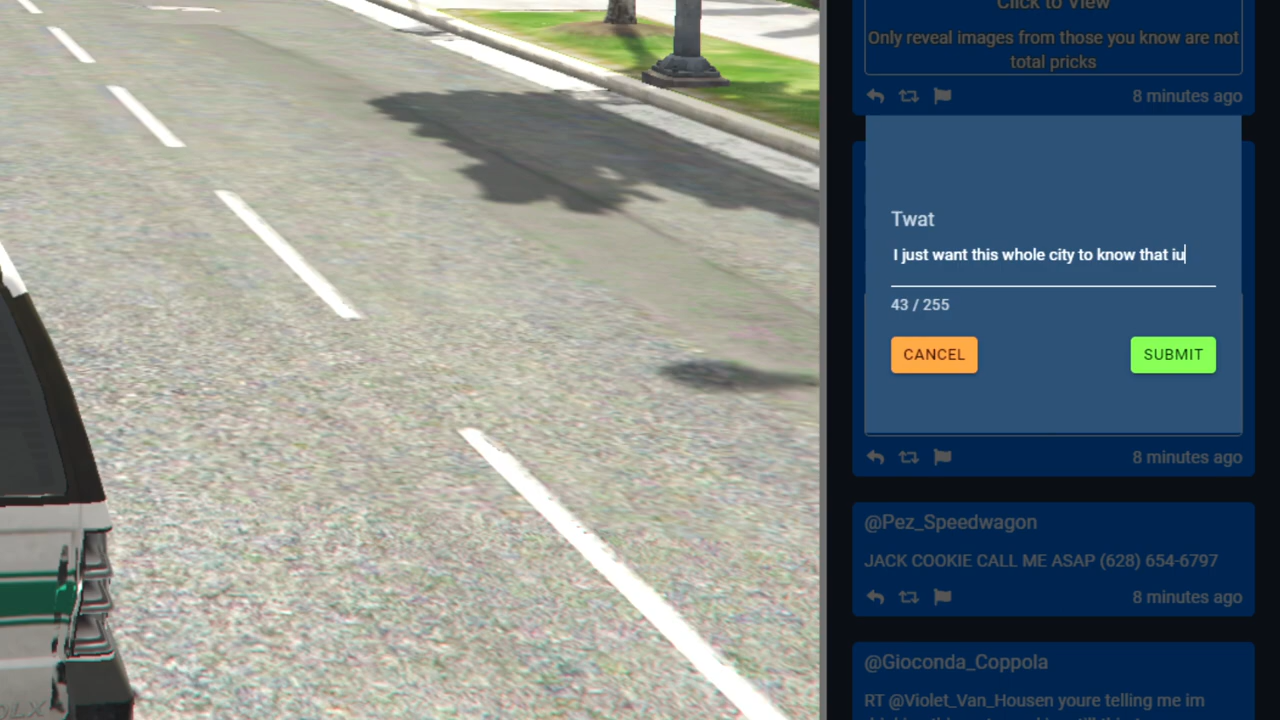 Click to View
Only reveal images from those you know are not
total pricks
8 minutes ago
Twat
I just want this whole city to know that iu
43 / 255
CANCEL
SUBMIT
8 minutes ago
@Pez_Speedwagon
JACK COOKIE CALL ME ASAP (628) 654-6797
8 minutes ago
@Gioconda_Coppola
RT @Violet_Van_Housen youre telling me im